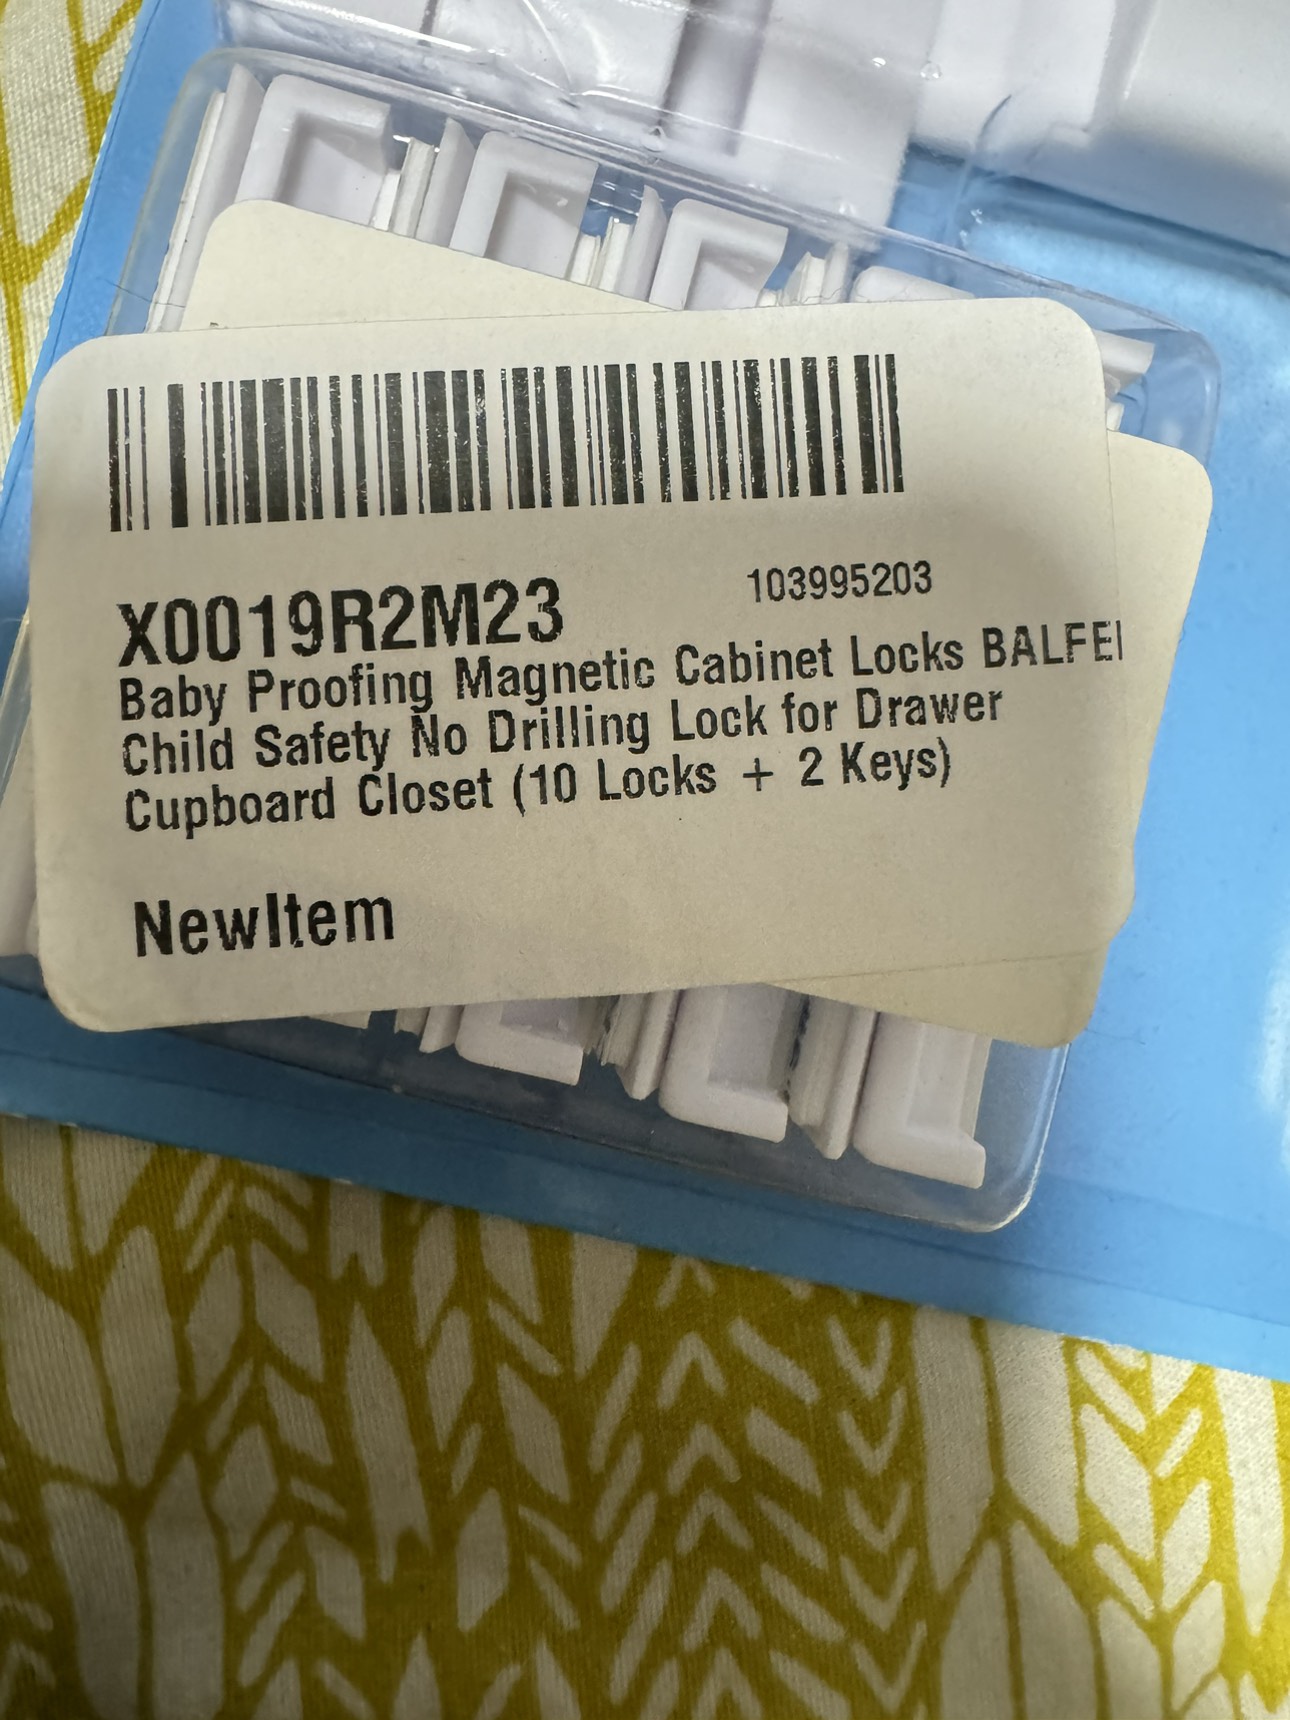 X0019R2M23
103995203
Baby Proofing Magnetic Cabinet Locks BALFEI
Child Safety No Drilling Lock for Drawer
Cupboard Closet (10 Locks + 2 Keys)
NewItem